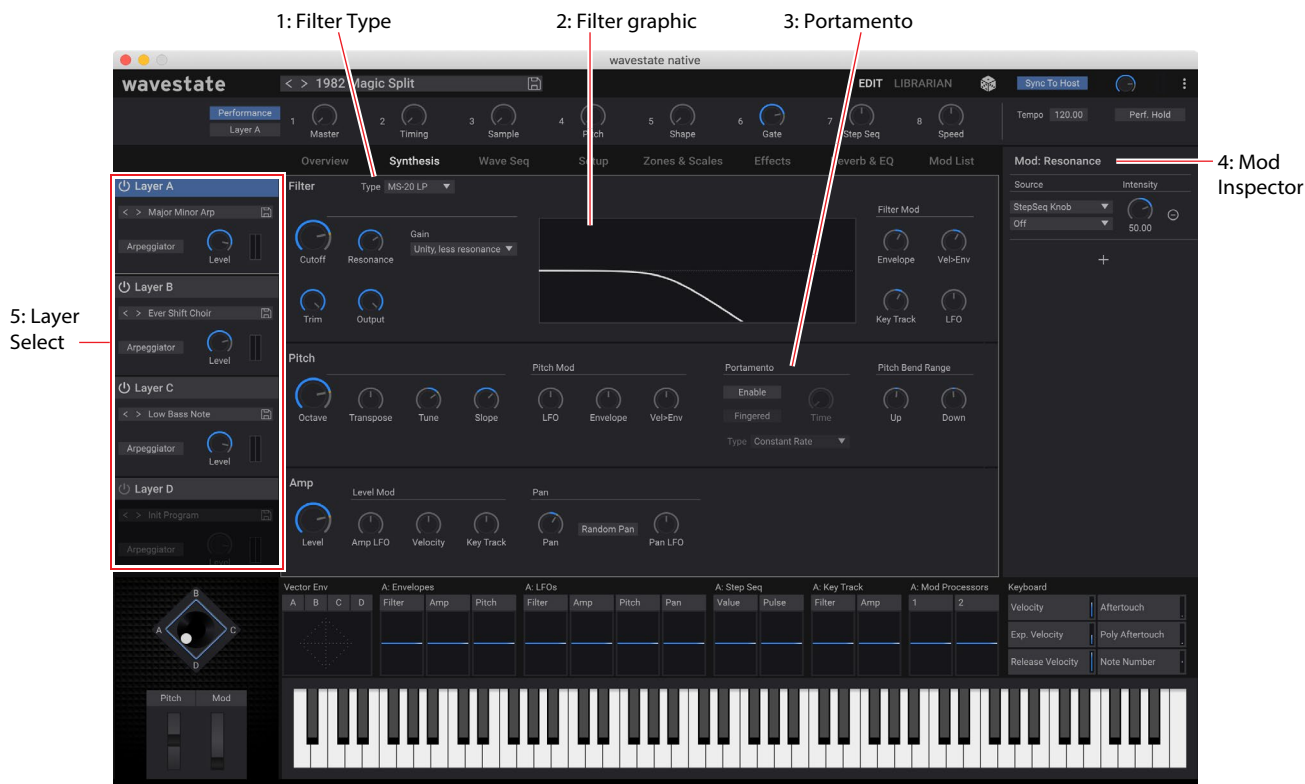 1: Filter Type
2: Filter graphic
3: Portamento
wavestate native
wavestate
< > 1982 Magic Split
EDIT LIBRARIAN
Sync To Host
Performance
Layer A
1 Master
2 Timing
3 Sample
4 Pitch
5 Shape
6 Gate
7 Step Seq
8 Speed
Tempo 120.00
Perf. Hold
Overview Synthesis Wave Seq Setup Zones & Scales Effects Reverb & EQ Mod List
Mod: Resonance
4: Mod
Inspector
Source Intensity
StepSeq Knob
Off
50.00
+
5: Layer
Select
Layer A
< > Major Minor Arp
Arpeggiator
Level
Layer B
< > Ever Shift Choir
Arpeggiator
Level
Layer C
< > Low Bass Note
Arpeggiator
Level
Layer D
< > Init Program
Arpeggiator
Level
Filter
Type MS-20 LP
Cutoff
Resonance
Gain
Unity, less resonance
Trim
Output
Filter Mod
Envelope
Vel>Env
Key Track
LFO
Pitch
Octave
Transpose
Tune
Slope
Pitch Mod
LFO
Envelope
Vel>Env
Portamento
Enable
Fingered
Time
Type Constant Rate
Pitch Bend Range
Up
Down
Amp
Level
Level Mod
Amp LFO
Velocity
Key Track
Pan
Pan
Random Pan
Pan LFO
B
A
C
D
Pitch
Mod
Vector Env
A B C D
A: Envelopes
Filter Amp Pitch
A: LFOs
Filter Amp Pitch Pan
A: Step Seq
Value Pulse
A: Key Track
Filter Amp
A: Mod Processors
1 2
Keyboard
Velocity
Aftertouch
Exp. Velocity
Poly Aftertouch
Release Velocity
Note Number